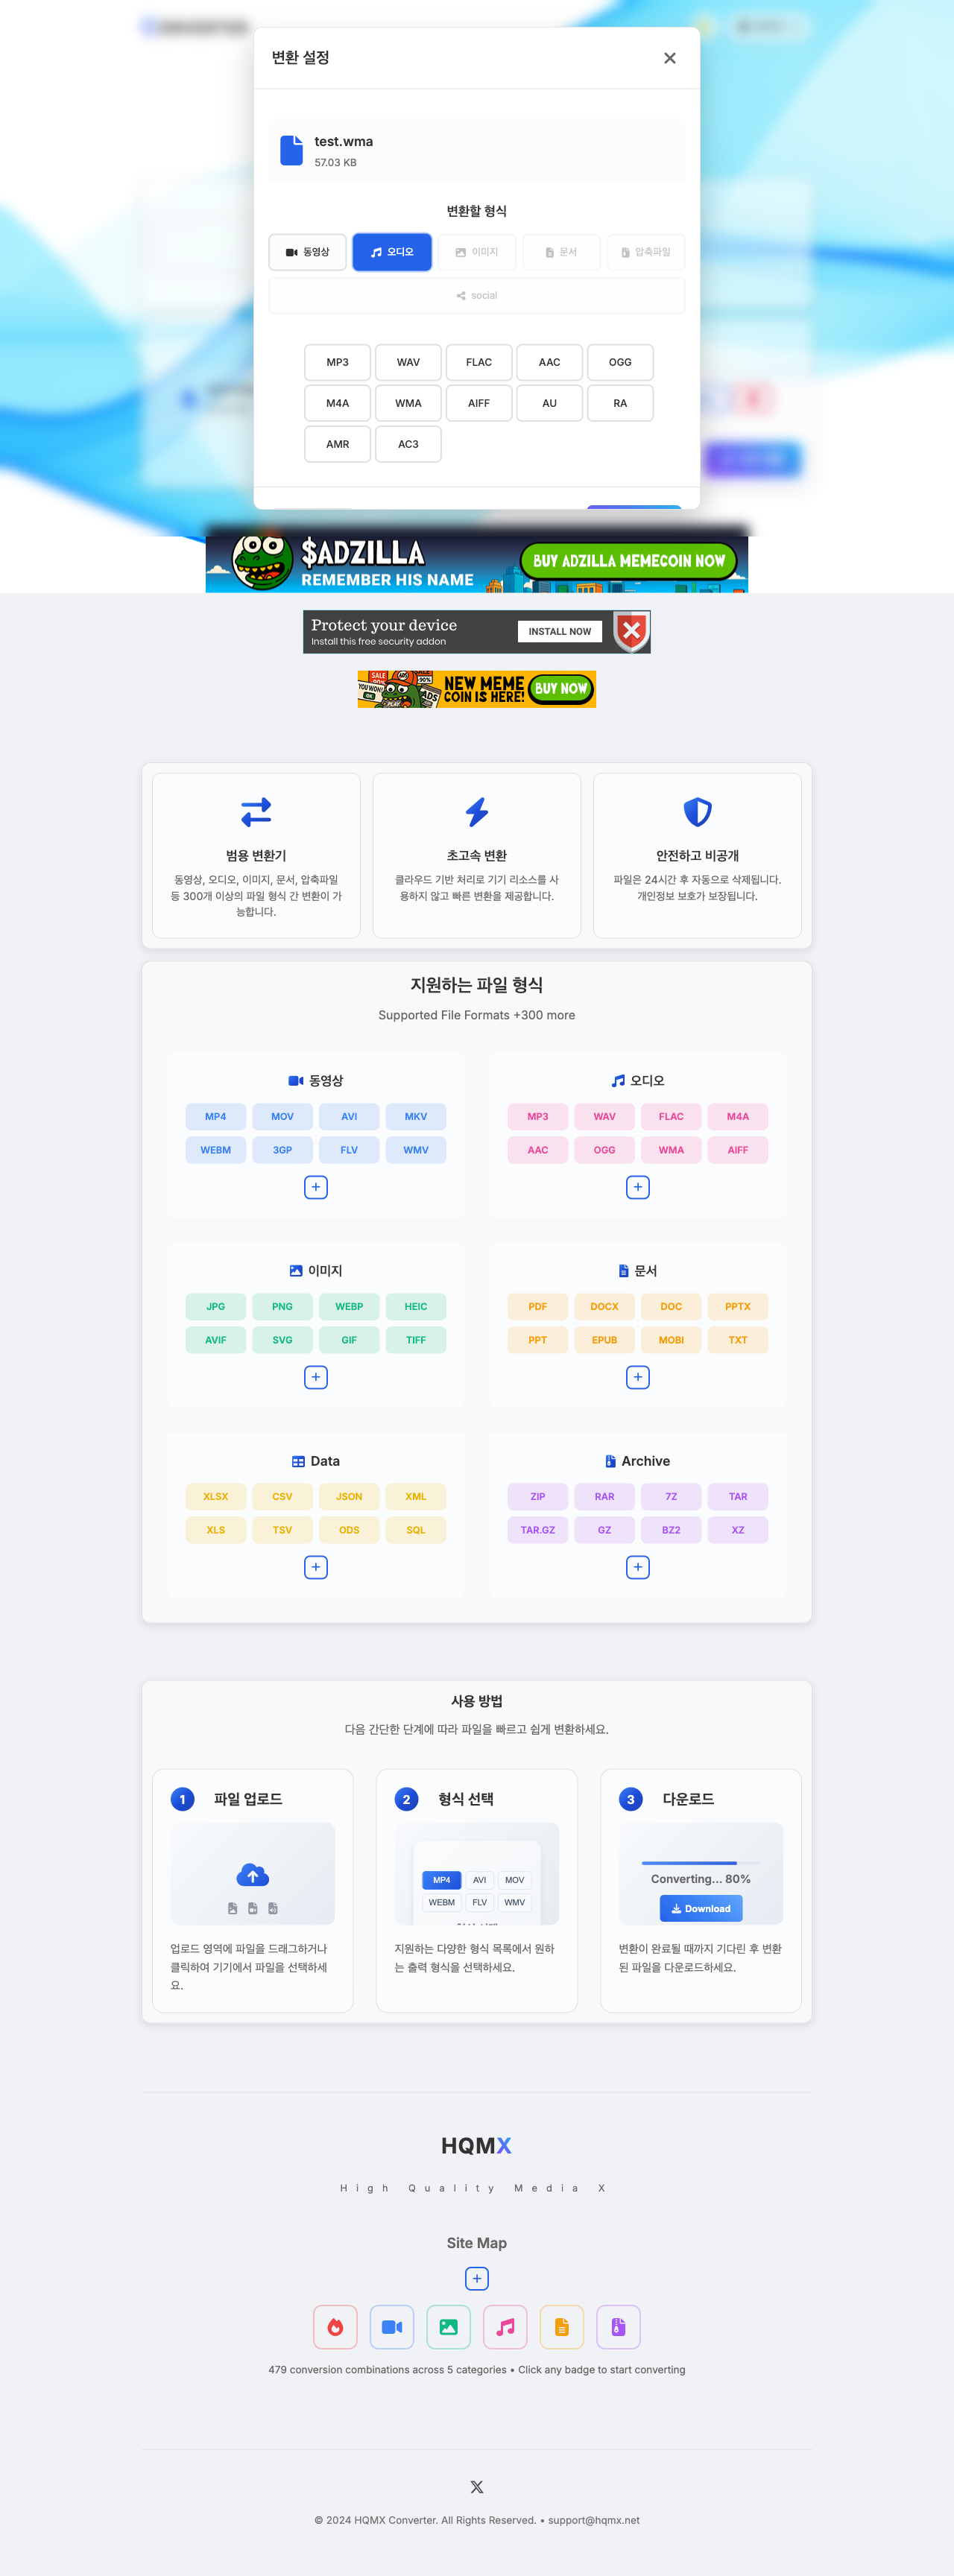 변환 설정
test.wma
57.03 KB
변환할 형식
동영상
오디오
이미지
문서
압축파일
social
MP3
WAV
FLAC
AAC
OGG
M4A
WMA
AIFF
AU
RA
AMR
AC3
$ADZILLA
REMEMBER HIS NAME
BUY ADZILLA MEMECOIN NOW
Protect your device
Install this free security addon
INSTALL NOW
NEW MEME
COIN IS HERE!
BUY NOW
범용 변환기
동영상, 오디오, 이미지, 문서, 압축파일
등 300개 이상의 파일 형식 간 변환이 가
능합니다.
초고속 변환
클라우드 기반 처리로 기기 리소스를 사
용하지 않고 빠른 변환을 제공합니다.
안전하고 비공개
파일은 24시간 후 자동으로 삭제됩니다.
개인정보 보호가 보장됩니다.
지원하는 파일 형식
Supported File Formats +300 more
동영상
MP4
MOV
AVI
MKV
WEBM
3GP
FLV
WMV
오디오
MP3
WAV
FLAC
M4A
AAC
OGG
WMA
AIFF
이미지
JPG
PNG
WEBP
HEIC
AVIF
SVG
GIF
TIFF
문서
PDF
DOCX
DOC
PPTX
PPT
EPUB
MOBI
TXT
Data
XLSX
CSV
JSON
XML
XLS
TSV
ODS
SQL
Archive
ZIP
RAR
7Z
TAR
TAR.GZ
GZ
BZ2
XZ
사용 방법
다음 간단한 단계에 따라 파일을 빠르고 쉽게 변환하세요.
1 파일 업로드
업로드 영역에 파일을 드래그하거나
클릭하여 기기에서 파일을 선택하세
요.
2 형식 선택
MP4
AVI
MOV
WEBM
FLV
WMV
지원하는 다양한 형식 목록에서 원하
는 출력 형식을 선택하세요.
3 다운로드
Converting... 80%
Download
변환이 완료될 때까지 기다린 후 변환
된 파일을 다운로드하세요.
HQMX
High Quality Media X
Site Map
479 conversion combinations across 5 categories • Click any badge to start converting
© 2024 HQMX Converter. All Rights Reserved. • support@hqmx.net